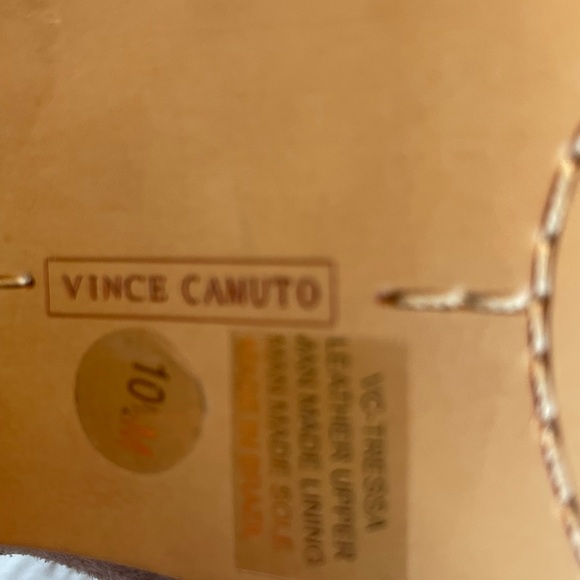 VINCE CAMUTO
10 M
VC-TRESSA
LEATHER UPPER
MAN MADE LINING
MAN MADE SOLE
MADE IN BRAZIL